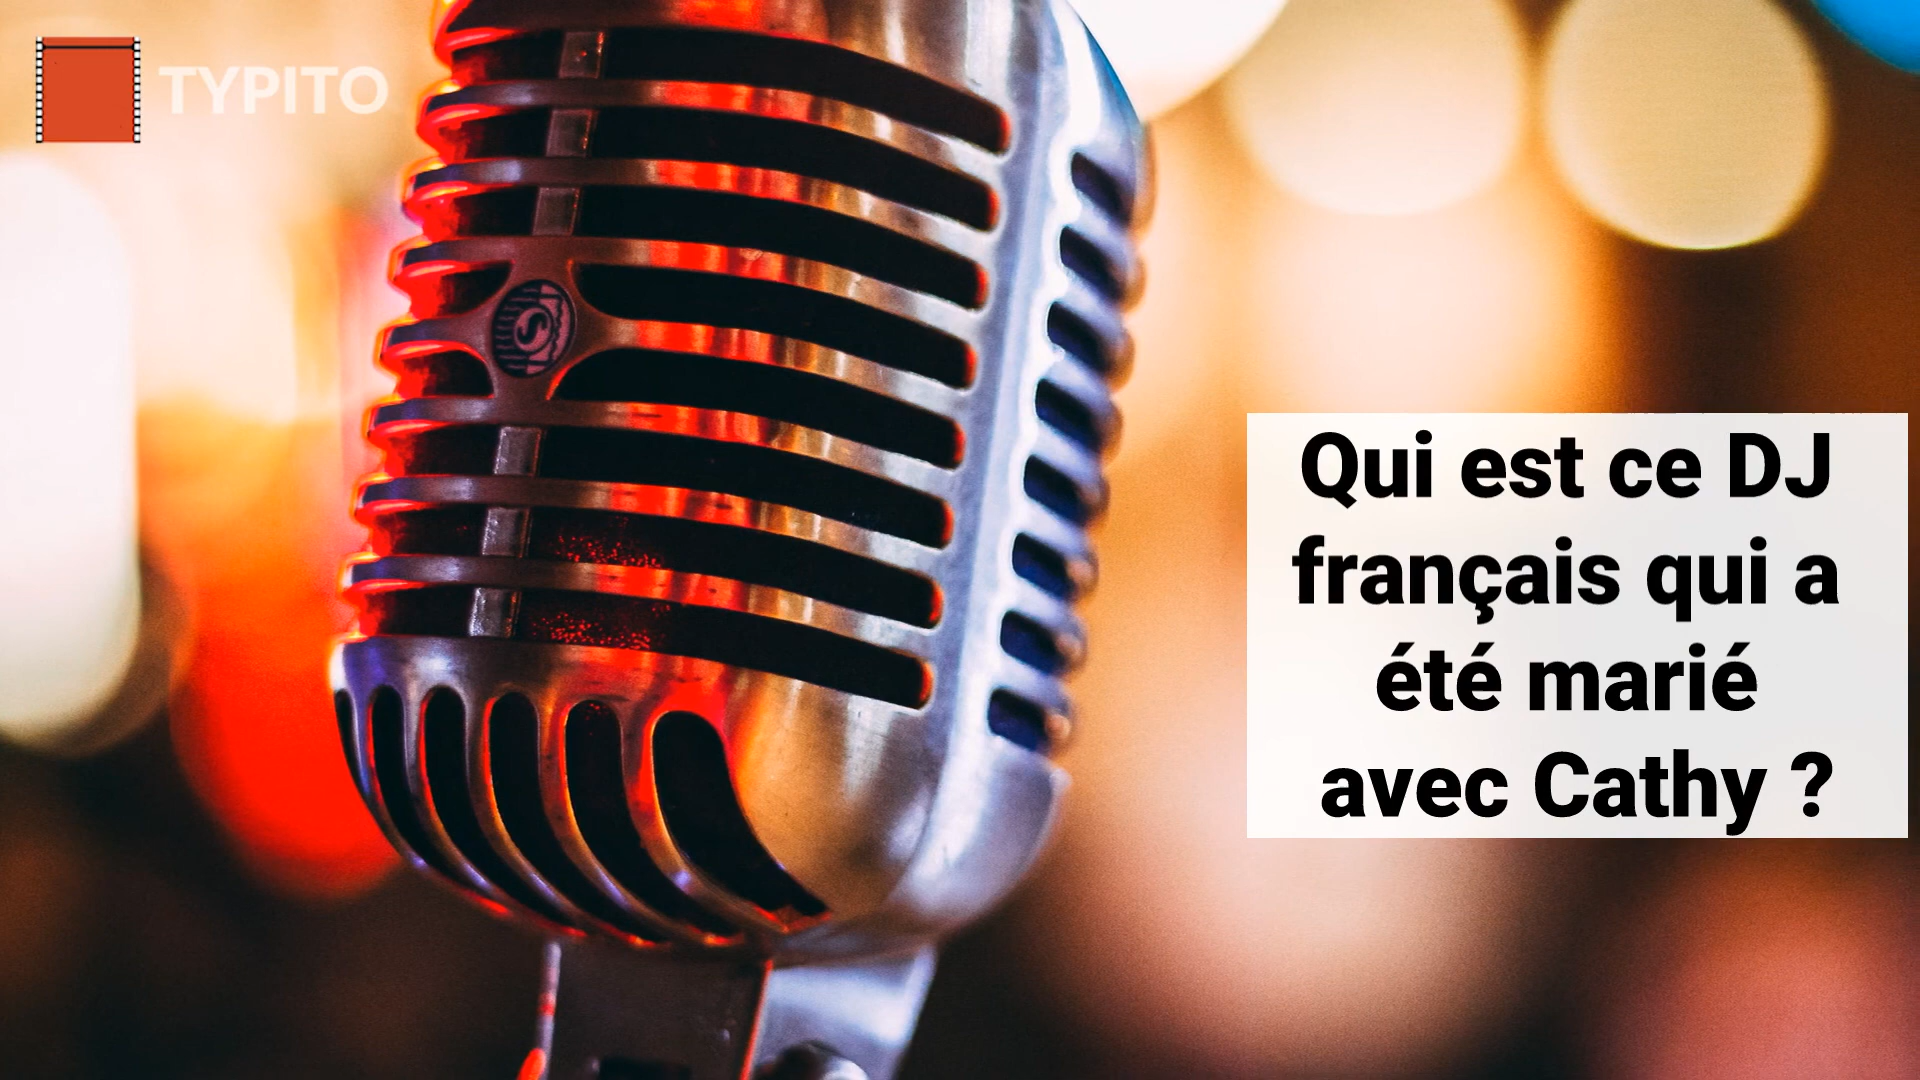 TYPITO
Qui est ce DJ
français qui a
été marié
avec Cathy ?
S